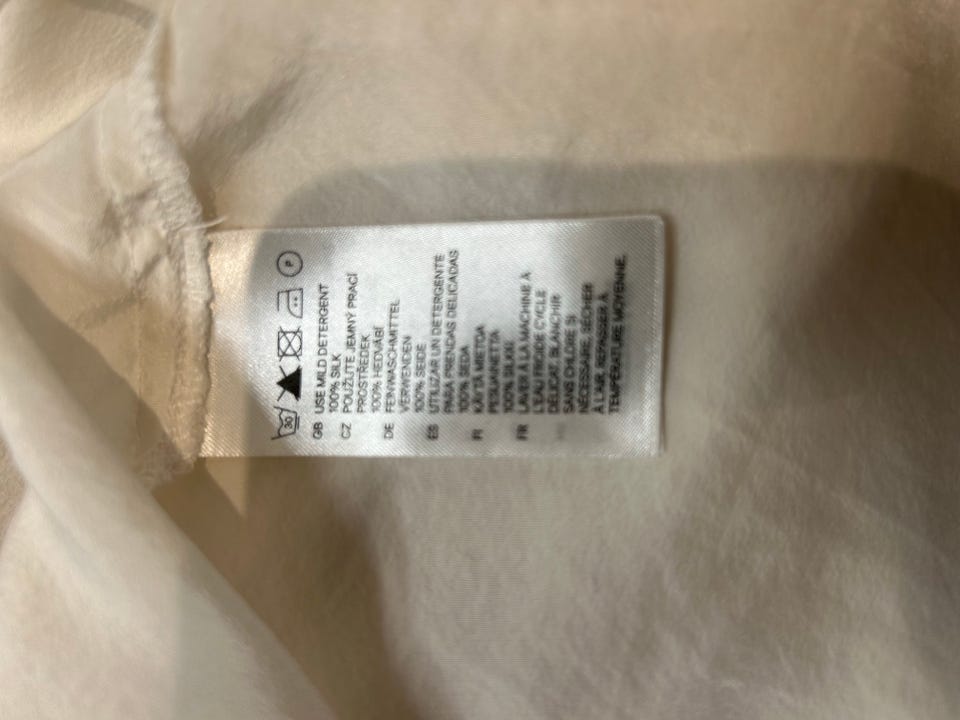 30 P
GB USE MILD DETERGENT
100% SILK
CZ POUŽIJTE JEMNÝ PRACÍ
PROSTŘEDEK
100% HEDVÁBÍ
DE FEINWASCHMITTEL
VERWENDEN
100% SEIDE
ES UTILIZAR UN DETERGENTE
PARA PRENDAS DELICADAS
100% SEDA
FI KÄYTÄ MIETOA
PESUAINETTA
100% SILKKI
FR LAVER À LA MACHINE À
L'EAU FROIDE CYCLE
DÉLICAT, BLANCHIR
SANS CHLORE SI
NÉCESSAIRE, SÉCHER
À L'AIR, REPASSER À
TEMPÉRATURE MOYENNE,